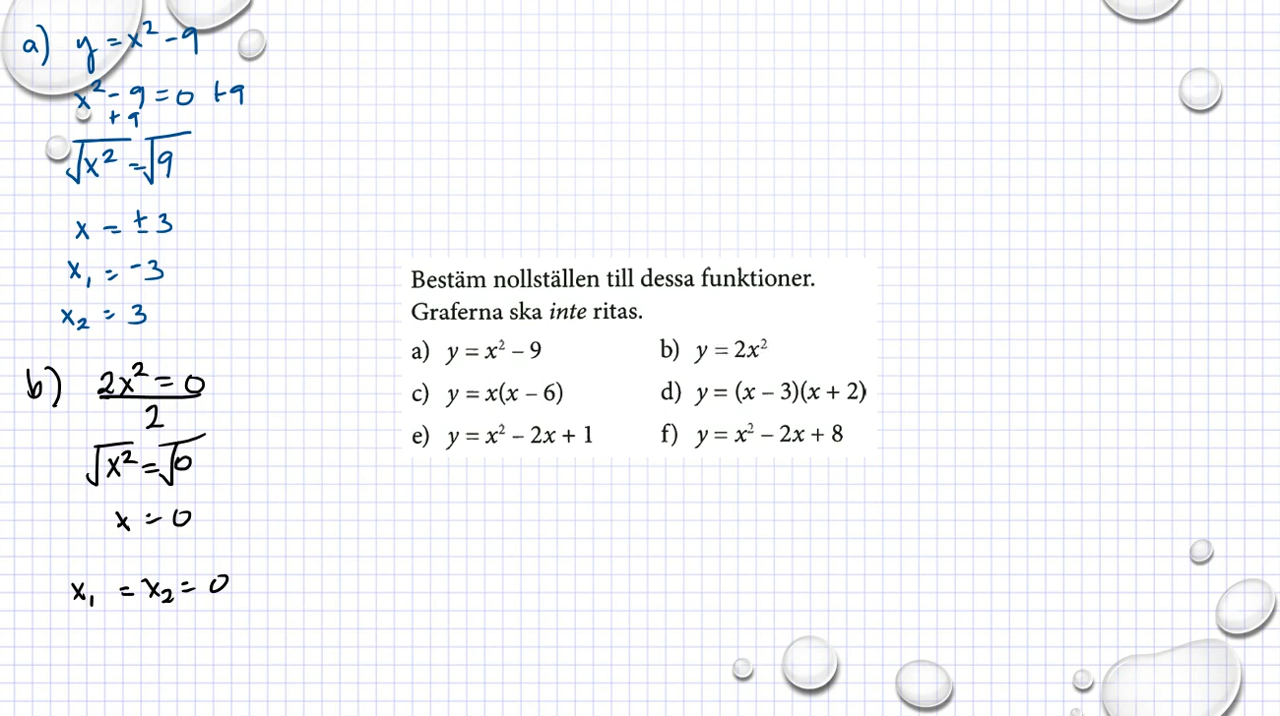 a) y = x² - 9
x² - 9 = 0 +9
+9
√x² = √9
x = ±3
x₁ = -3
x₂ = 3
b) 2x² = 0
2
√x² = √0
x = 0
x₁ = x₂ = 0
Bestäm nollställen till dessa funktioner.
Graferna ska inte ritas.
a) y = x² – 9 b) y = 2x²
c) y = x(x – 6) d) y = (x – 3)(x + 2)
e) y = x² – 2x + 1 f) y = x² – 2x + 8